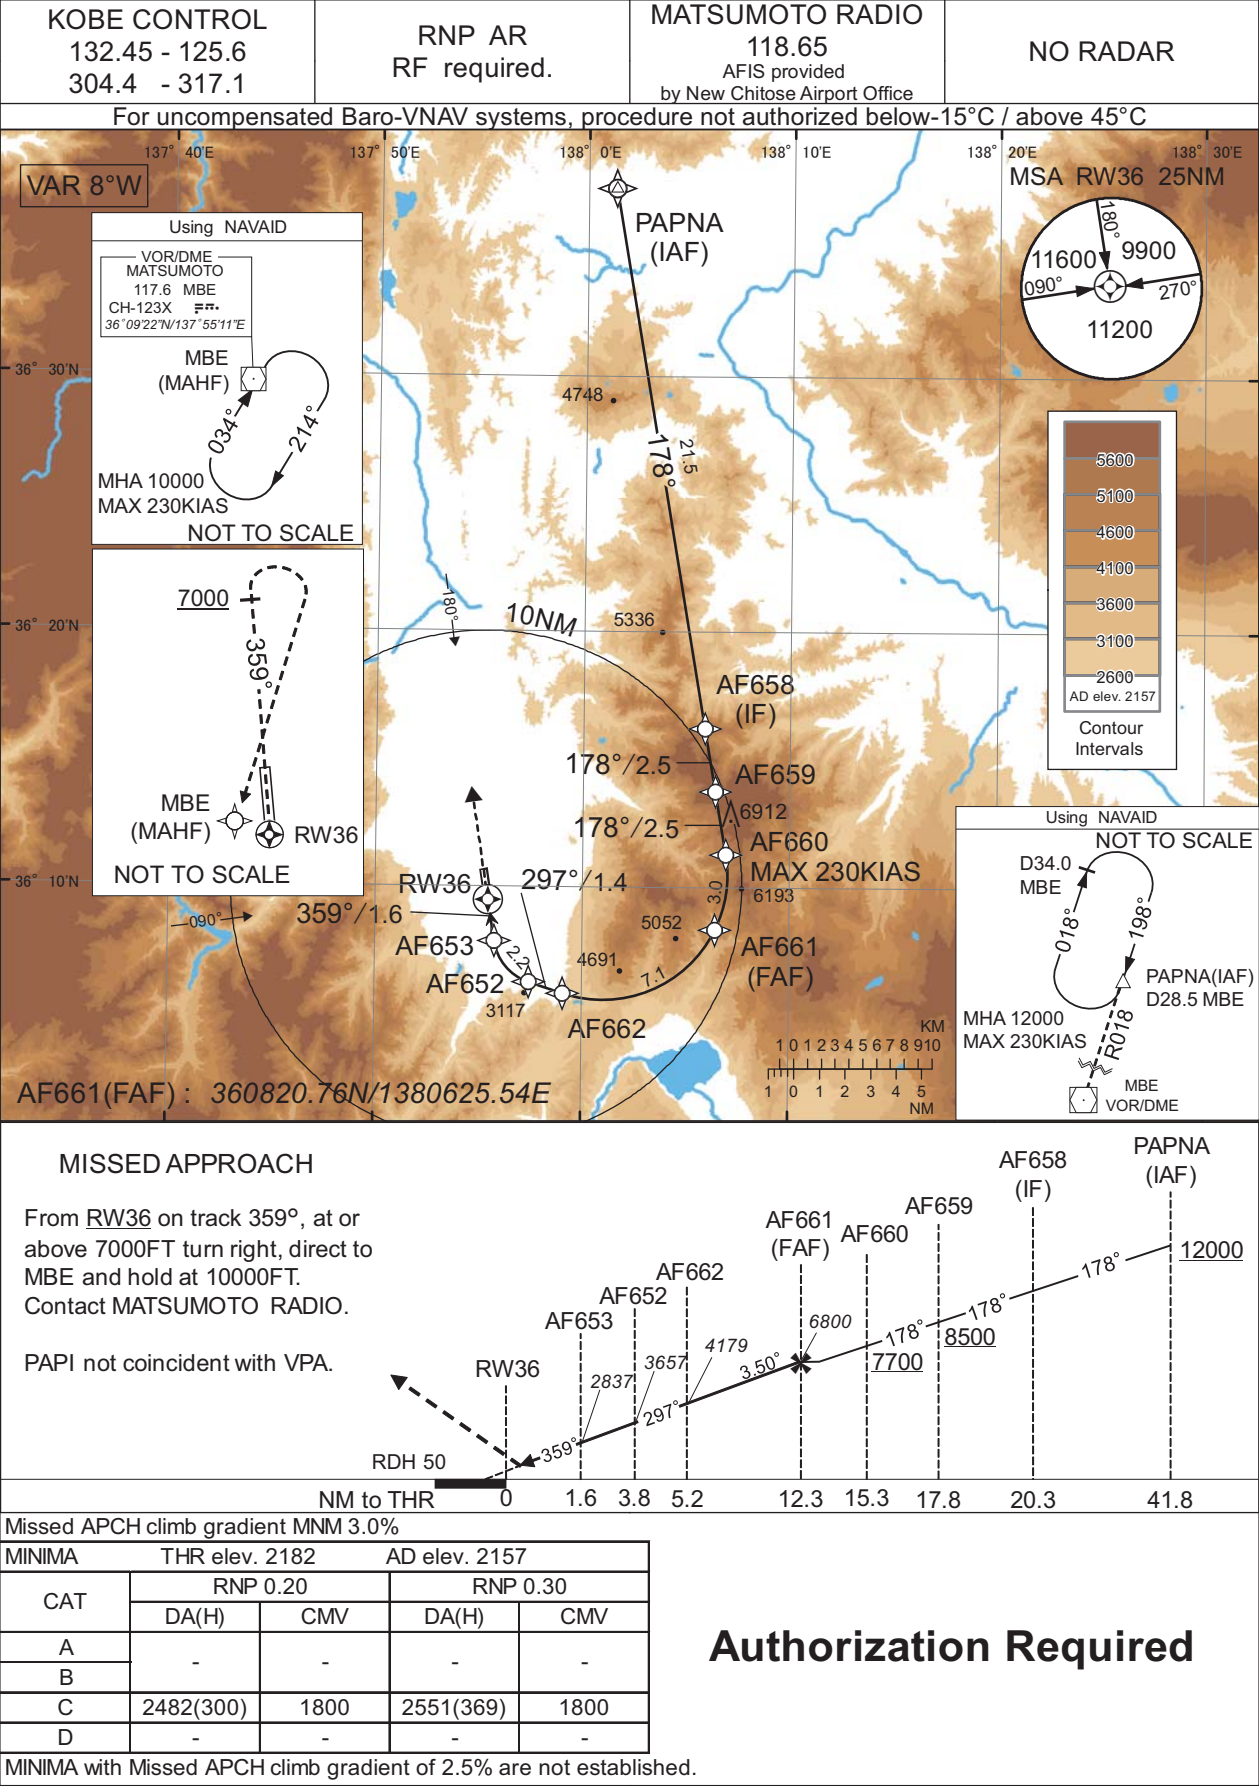 KOBE CONTROL
132.45 - 125.6
304.4 - 317.1
RNP AR
RF required.
MATSUMOTO RADIO
118.65
AFIS provided
by New Chitose Airport Office
NO RADAR
For uncompensated Baro-VNAV systems, procedure not authorized below-15°C / above 45°C
137° 40'E
137° 50'E
138° 0'E
138° 10'E
138° 20'E
138° 30'E
VAR 8°W
MSA RW36 25NM
180°
11600
9900
090°
270°
11200
PAPNA
(IAF)
Using NAVAID
VOR/DME
MATSUMOTO
117.6 MBE
CH-123X
36°09'22"N/137°55'11"E
MBE
(MAHF)
034°
214°
MHA 10000
MAX 230KIAS
NOT TO SCALE
36° 30'N
4748
178°
21.5
5600
5100
4600
4100
3600
3100
2600
AD elev. 2157
Contour
Intervals
7000
359°
MBE
(MAHF)
RW36
NOT TO SCALE
36° 20'N
180°
10NM
5336
AF658
(IF)
178°/2.5
AF659
6912
178°/2.5
AF660
MAX 230KIAS
6193
3.0
36° 10'N
RW36
297°/1.4
359°/1.6
090°
AF653
2.2
5052
AF661
(FAF)
4691
7.1
AF652
3117
AF662
Using NAVAID
NOT TO SCALE
D34.0
MBE
018°
198°
PAPNA(IAF)
D28.5 MBE
MHA 12000
MAX 230KIAS
R018
MBE
VOR/DME
KM
1 0 1 2 3 4 5 6 7 8 9 10
1 0 1 2 3 4 5
NM
AF661(FAF) : 360820.76N/1380625.54E
MISSED APPROACH
From RW36 on track 359°, at or
above 7000FT turn right, direct to
MBE and hold at 10000FT.
Contact MATSUMOTO RADIO.
PAPI not coincident with VPA.
PAPNA
(IAF)
AF658
(IF)
AF659
AF661
(FAF)
AF660
AF662
AF652
AF653
RW36
12000
178°
178°
8500
178°
7700
6800
3.50°
4179
3657
297°
2837
359°
RDH 50
NM to THR
0 1.6 3.8 5.2 12.3 15.3 17.8 20.3 41.8
Missed APCH climb gradient MNM 3.0%
MINIMA THR elev. 2182 AD elev. 2157
CAT RNP 0.20 RNP 0.30
DA(H) CMV DA(H) CMV
A
- - - -
B
C 2482(300) 1800 2551(369) 1800
D - - - -
MINIMA with Missed APCH climb gradient of 2.5% are not established.
Authorization Required